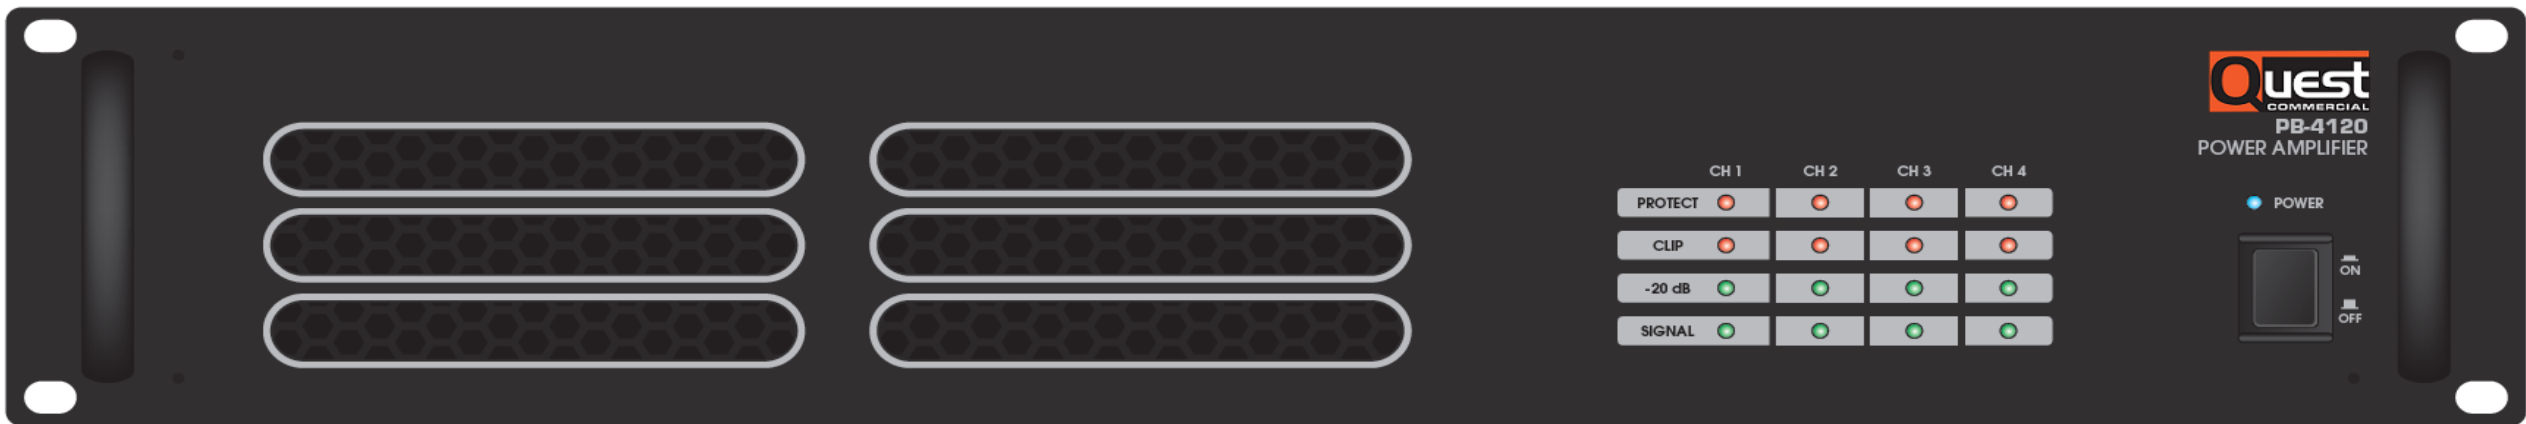 Quest
COMMERCIAL
PB-4120
POWER AMPLIFIER
CH 1 CH 2 CH 3 CH 4
PROTECT
CLIP
-20 dB
SIGNAL
POWER
ON
OFF